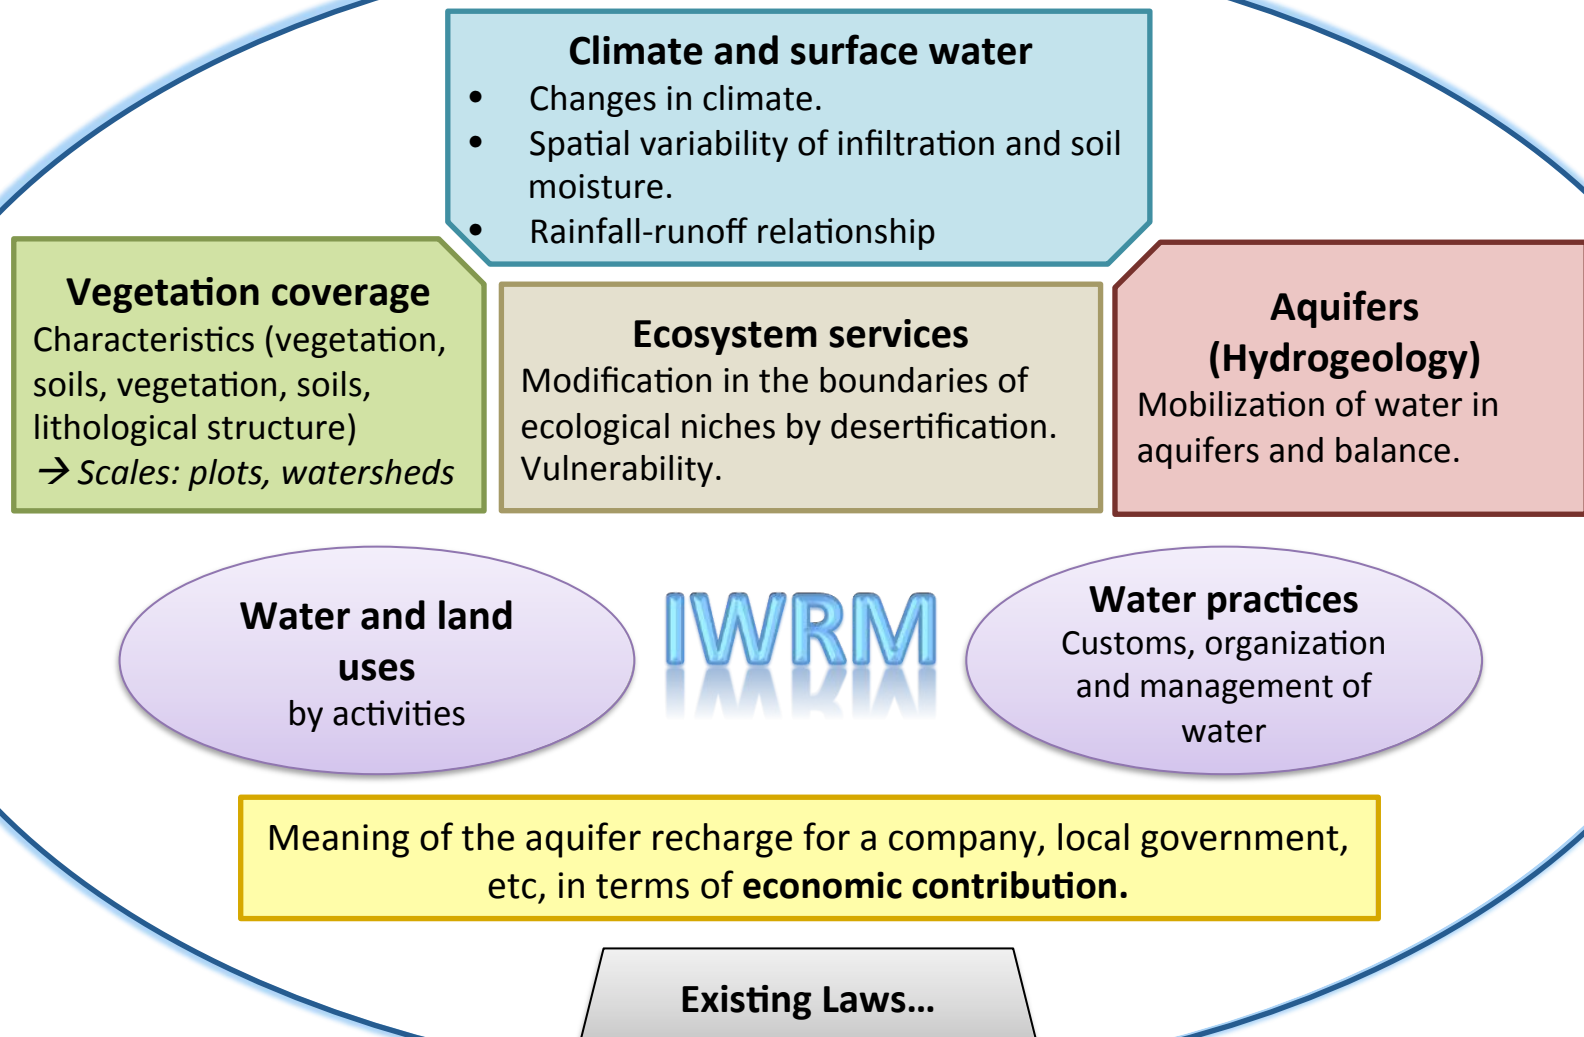 Climate and surface water
• Changes in climate.
• Spatial variability of infiltration and soil
moisture.
• Rainfall-runoff relationship
Vegetation coverage
Characteristics (vegetation,
soils, vegetation, soils,
lithological structure)
→ Scales: plots, watersheds
Ecosystem services
Modification in the boundaries of
ecological niches by desertification.
Vulnerability.
Aquifers
(Hydrogeology)
Mobilization of water in
aquifers and balance.
Water and land
uses
by activities
IWRM
Water practices
Customs, organization
and management of
water
Meaning of the aquifer recharge for a company, local government,
etc, in terms of economic contribution.
Existing Laws...